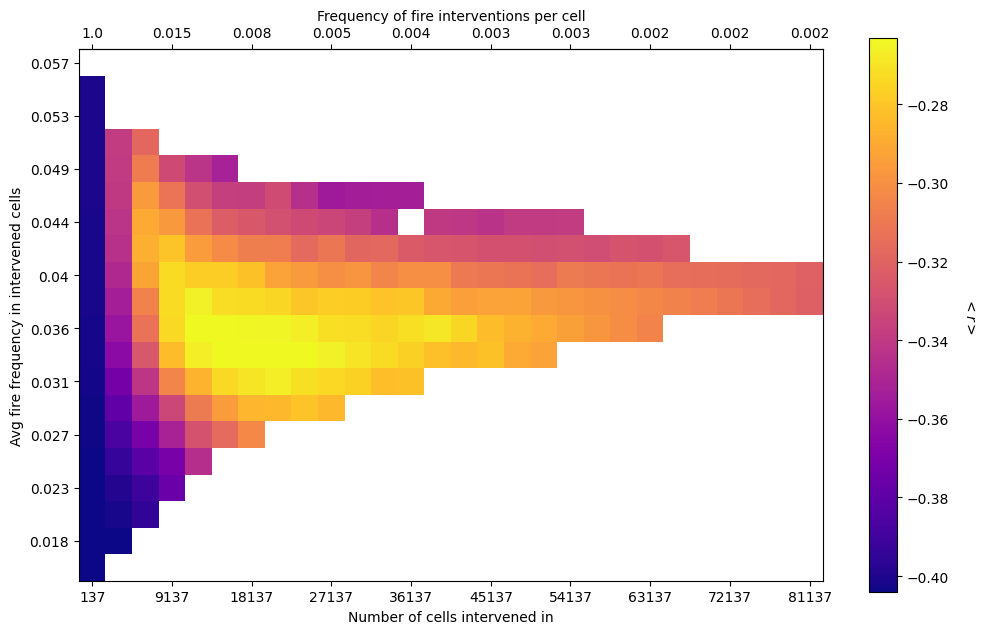 Frequency of fire interventions per cell
1.0 0.015 0.008 0.005 0.004 0.003 0.003 0.002 0.002 0.002
Avg fire frequency in intervened cells
0.057
0.053
0.049
0.044
0.04
0.036
0.031
0.027
0.023
0.018
137 9137 18137 27137 36137 45137 54137 63137 72137 81137
Number of cells intervened in
−0.28
−0.30
−0.32
−0.34
−0.36
−0.38
−0.40
< r >